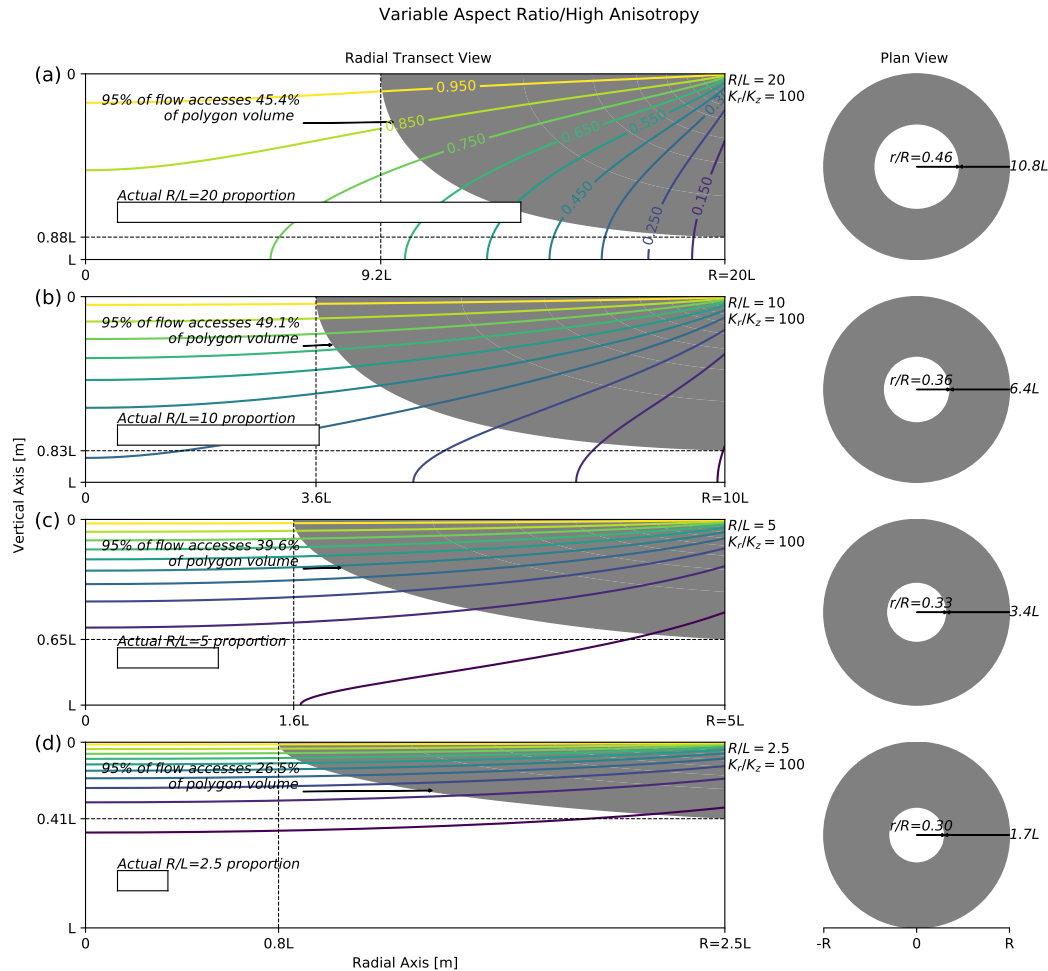 Variable Aspect Ratio/High Anisotropy
Radial Transect View
Plan View
(a)
0
95% of flow accesses 45.4%
of polygon volume
0.950
0.850
0.750
0.650
0.550
0.450
0.250
0.150
R/L = 20
K_r/K_z = 100
Actual R/L=20 proportion
0.88L
L
0
9.2L
R=20L
r/R=0.46
10.8L
(b)
0
95% of flow accesses 49.1%
of polygon volume
R/L = 10
K_r/K_z = 100
Actual R/L=10 proportion
0.83L
L
0
3.6L
R=10L
r/R=0.36
6.4L
Vertical Axis [m]
(c)
0
95% of flow accesses 39.6%
of polygon volume
R/L = 5
K_r/K_z = 100
Actual R/L=5 proportion
0.65L
L
0
1.6L
R=5L
r/R=0.33
3.4L
(d)
0
95% of flow accesses 26.5%
of polygon volume
R/L = 2.5
K_r/K_z = 100
0.41L
Actual R/L=2.5 proportion
L
0
0.8L
R=2.5L
Radial Axis [m]
r/R=0.30
1.7L
-R
0
R